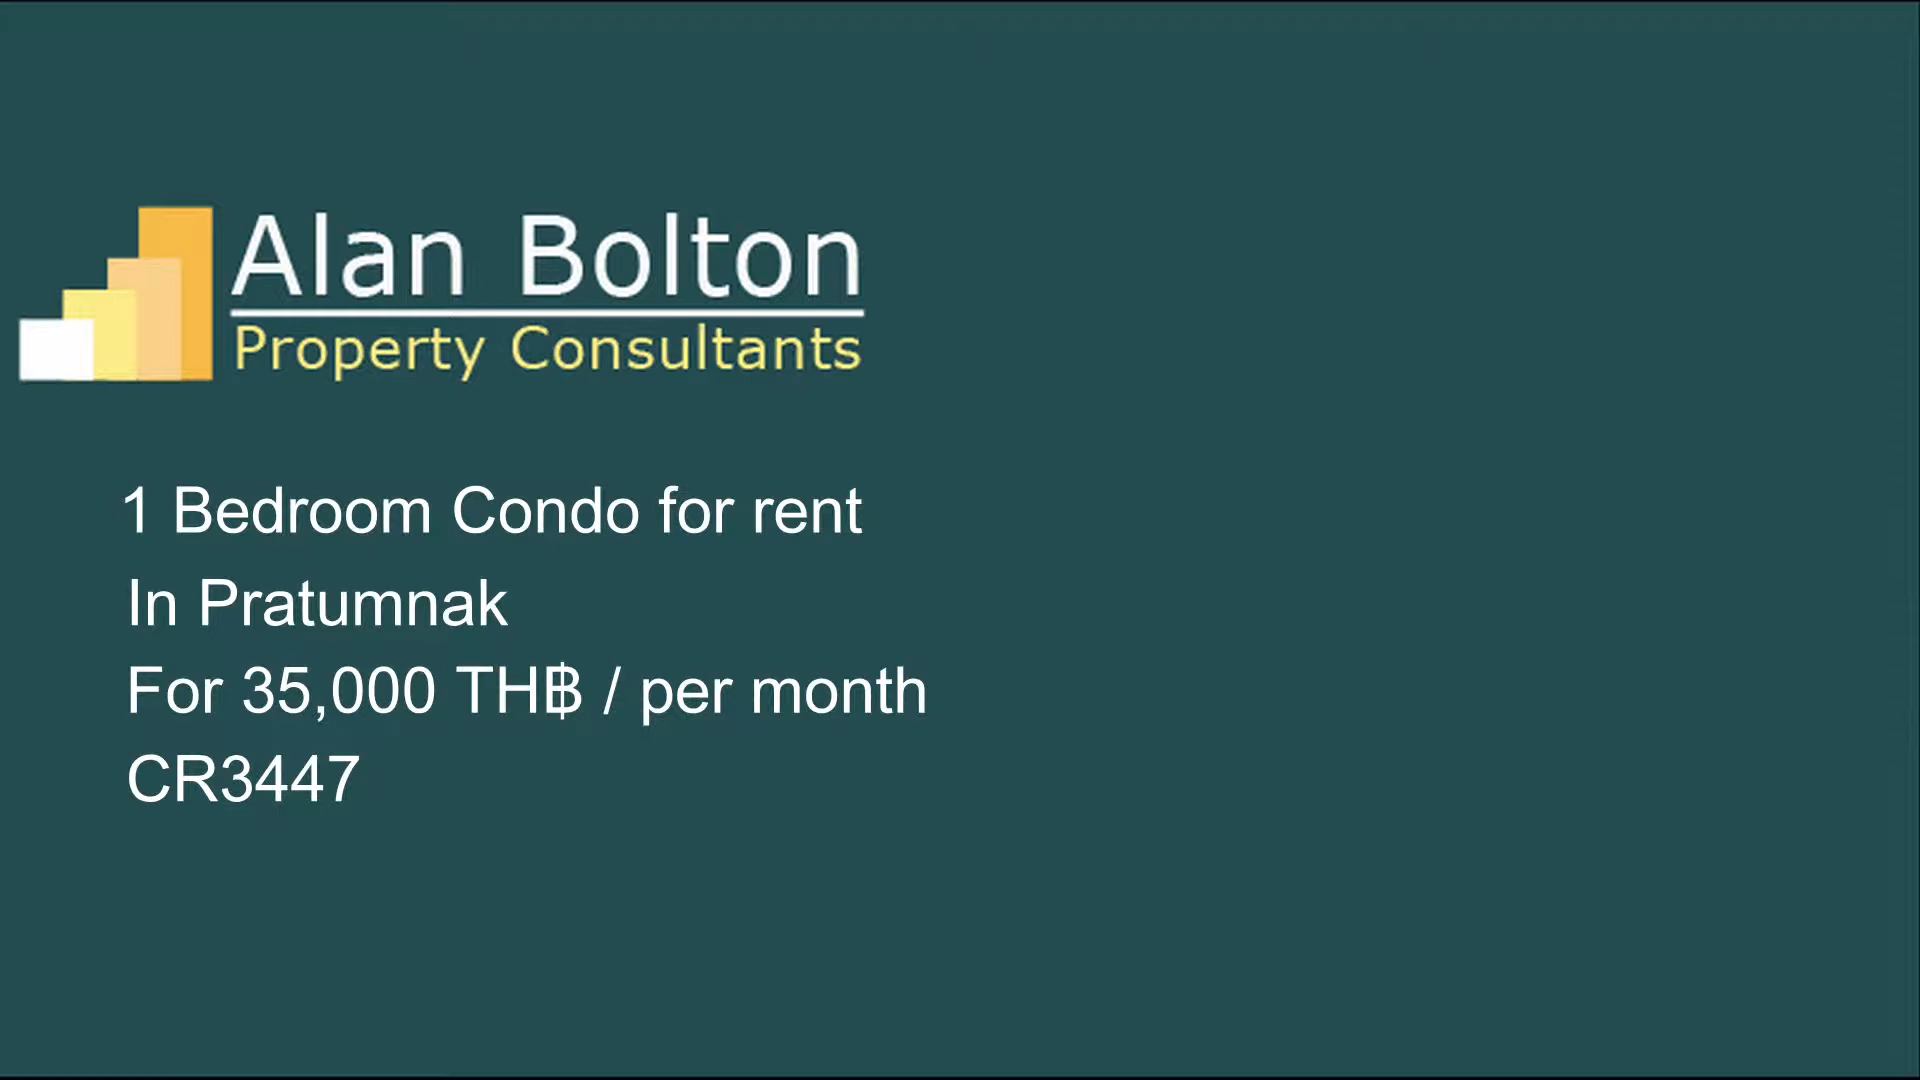 Alan Bolton
Property Consultants
1 Bedroom Condo for rent
In Pratumnak
For 35,000 TH฿ / per month
CR3447